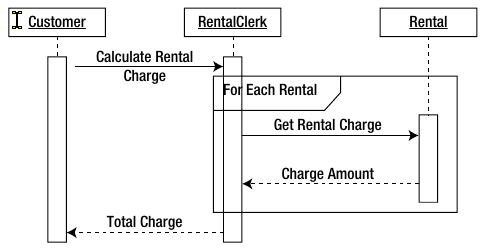 Customer
RentalClerk
Rental
Calculate Rental
Charge
For Each Rental
Get Rental Charge
Charge Amount
Total Charge